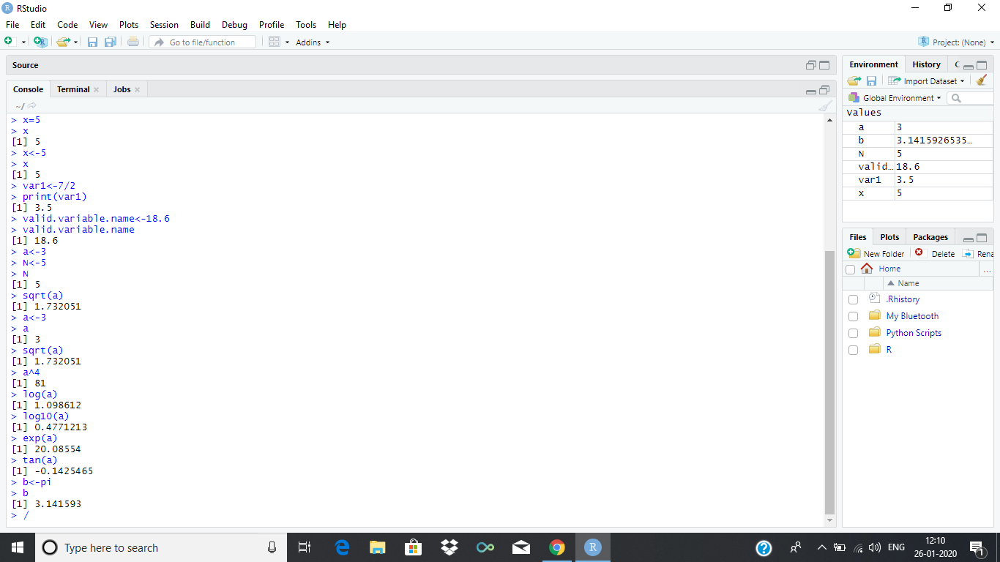 RStudio
File Edit Code View Plots Session Build Debug Profile Tools Help
Go to file/function Addins Project: (None)
Source
Console Terminal Jobs
~/
> x=5
> x
[1] 5
> x<-5
> x
[1] 5
> var1<-7/2
> print(var1)
[1] 3.5
> valid.variable.name<-18.6
> valid.variable.name
[1] 18.6
> a<-3
> N<-5
> N
[1] 5
> sqrt(a)
[1] 1.732051
> a<-3
> a
[1] 3
> sqrt(a)
[1] 1.732051
> a^4
[1] 81
> log(a)
[1] 1.098612
> log10(a)
[1] 0.4771213
> exp(a)
[1] 20.08554
> tan(a)
[1] -0.1425465
> b<-pi
> b
[1] 3.141593
> /
Environment History C
Import Dataset
Global Environment
Values
a 3
b 3.1415926535…
N 5
valid… 18.6
var1 3.5
x 5
Files Plots Packages
New Folder Delete Rena
Home ...
Name
.Rhistory
My Bluetooth
Python Scripts
R
Type here to search
ENG
12:10
26-01-2020
1